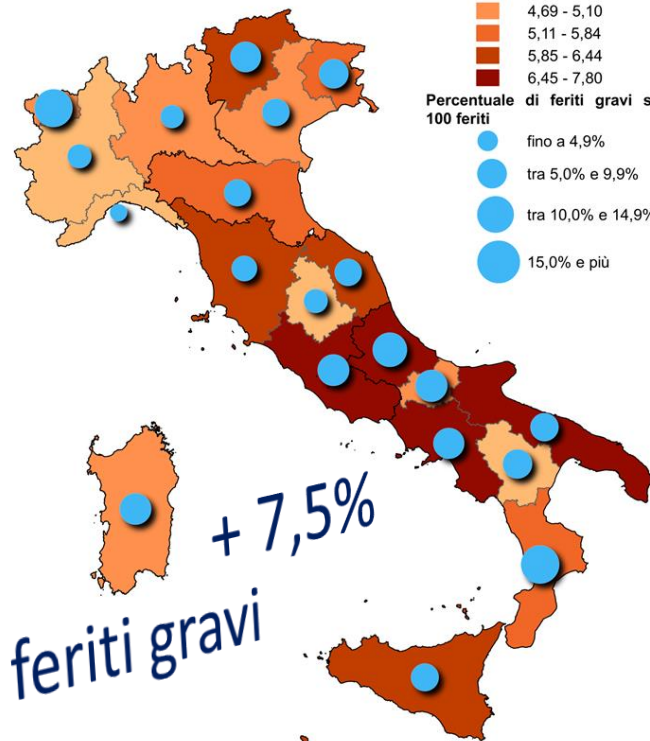 4,69 - 5,10
5,11 - 5,84
5,85 - 6,44
6,45 - 7,80
Percentuale di feriti gravi s
100 feriti
fino a 4,9%
tra 5,0% e 9,9%
tra 10,0% e 14,9%
15,0% e più
+ 7,5%
feriti gravi